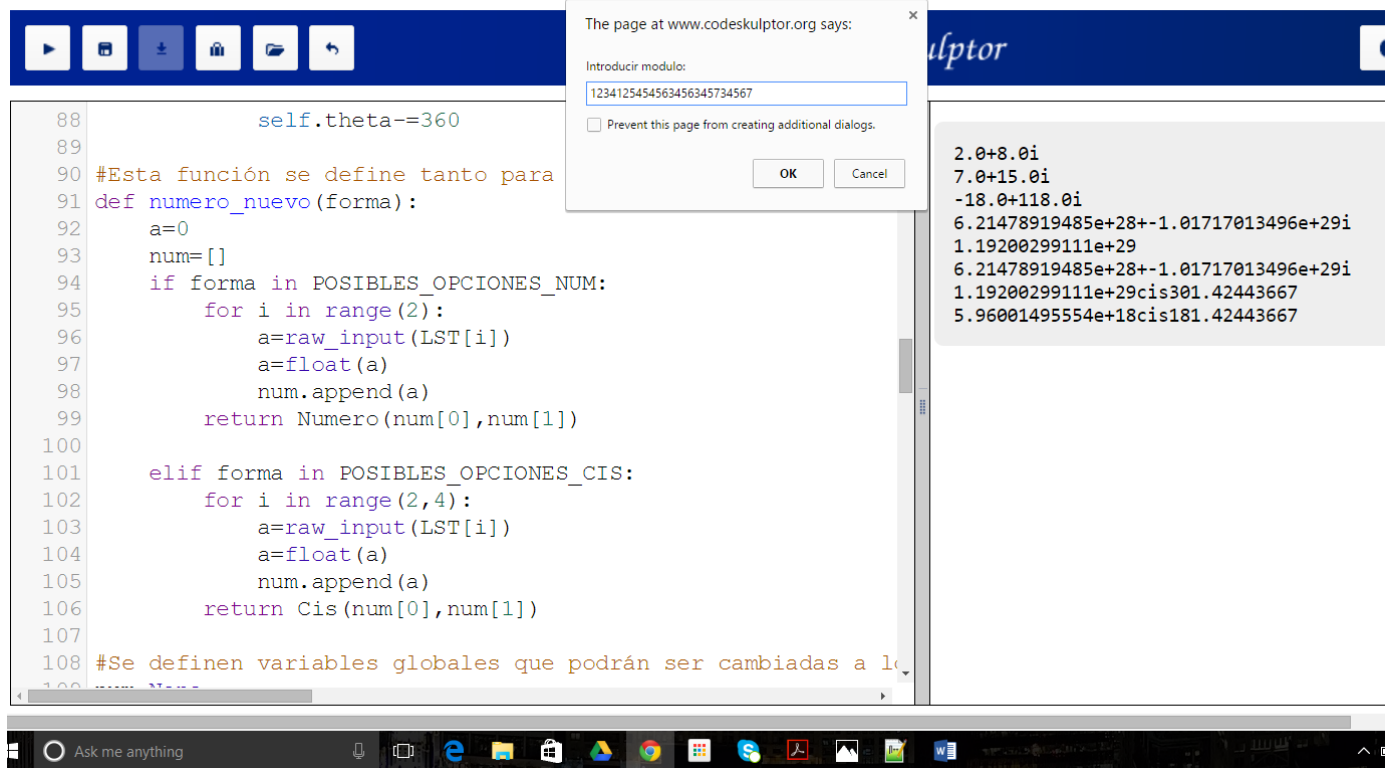 The page at www.codeskulptor.org says:
Introducir modulo:
1234125454563456345734567
Prevent this page from creating additional dialogs.
OK
Cancel
ulptor
88 self.theta-=360
89
90 #Esta función se define tanto para
91 def numero_nuevo(forma):
92 a=0
93 num=[]
94 if forma in POSIBLES_OPCIONES_NUM:
95 for i in range(2):
96 a=raw_input(LST[i])
97 a=float(a)
98 num.append(a)
99 return Numero(num[0],num[1])
100
101 elif forma in POSIBLES_OPCIONES_CIS:
102 for i in range(2,4):
103 a=raw_input(LST[i])
104 a=float(a)
105 num.append(a)
106 return Cis(num[0],num[1])
107
108 #Se definen variables globales que podrán ser cambiadas a lo
2.0+8.0i
7.0+15.0i
-18.0+118.0i
6.21478919485e+28+-1.01717013496e+29i
1.19200299111e+29
6.21478919485e+28+-1.01717013496e+29i
1.19200299111e+29cis301.42443667
5.96001495554e+18cis181.42443667
Ask me anything